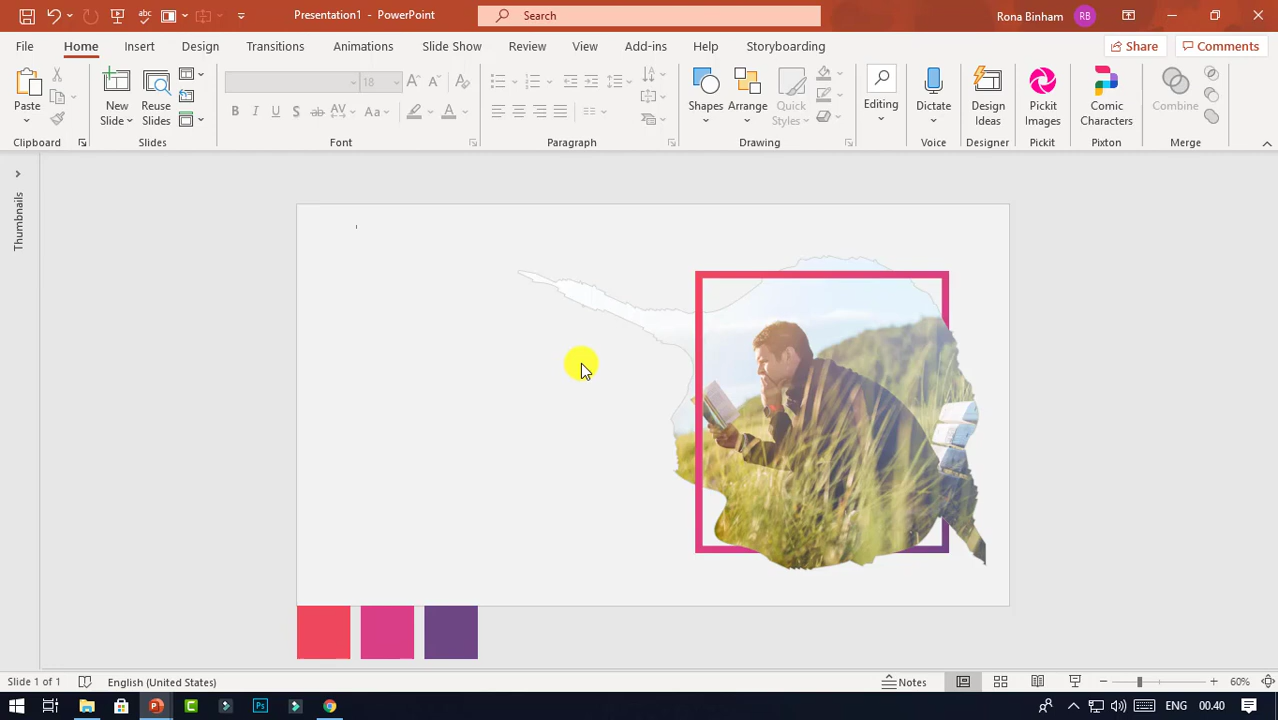 Presentation1 - PowerPoint
Search
Rona Binham
RB
File
Home
Insert
Design
Transitions
Animations
Slide Show
Review
View
Add-ins
Help
Storyboarding
Share
Comments
Paste
Clipboard
New Slide
Reuse Slides
Slides
18
B I U S ab AV Aa A
Font
Paragraph
Shapes
Arrange
Quick Styles
Drawing
Editing
Dictate
Voice
Design Ideas
Designer
Pickit Images
Pickit
Comic Characters
Pixton
Combine
Merge
Thumbnails
Slide 1 of 1
English (United States)
Notes
60%
ENG
00.40